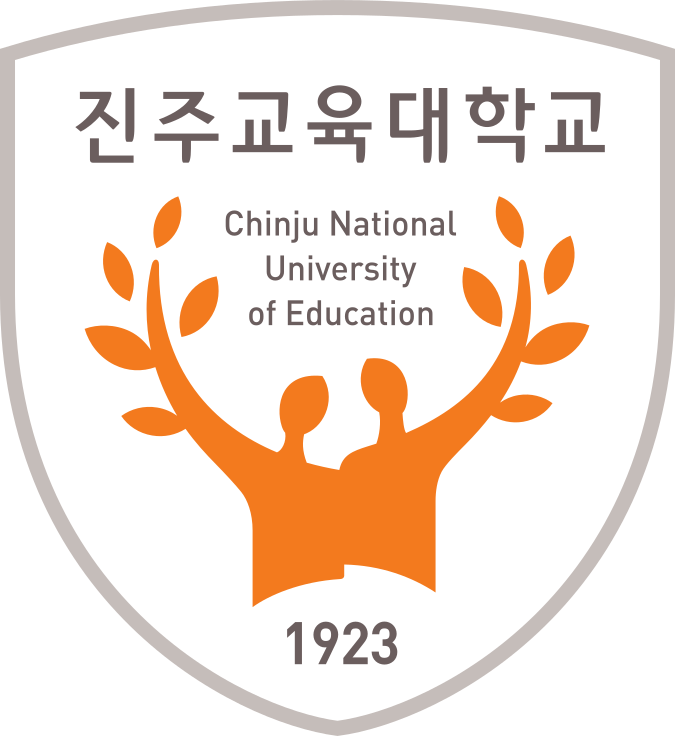 진주교육대학교
Chinju National
University
of Education
1923